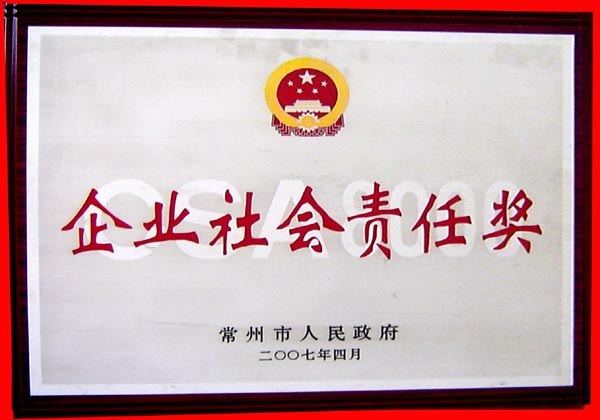 CSA8000
企业社会责任奖
常州市人民政府
二〇〇七年四月